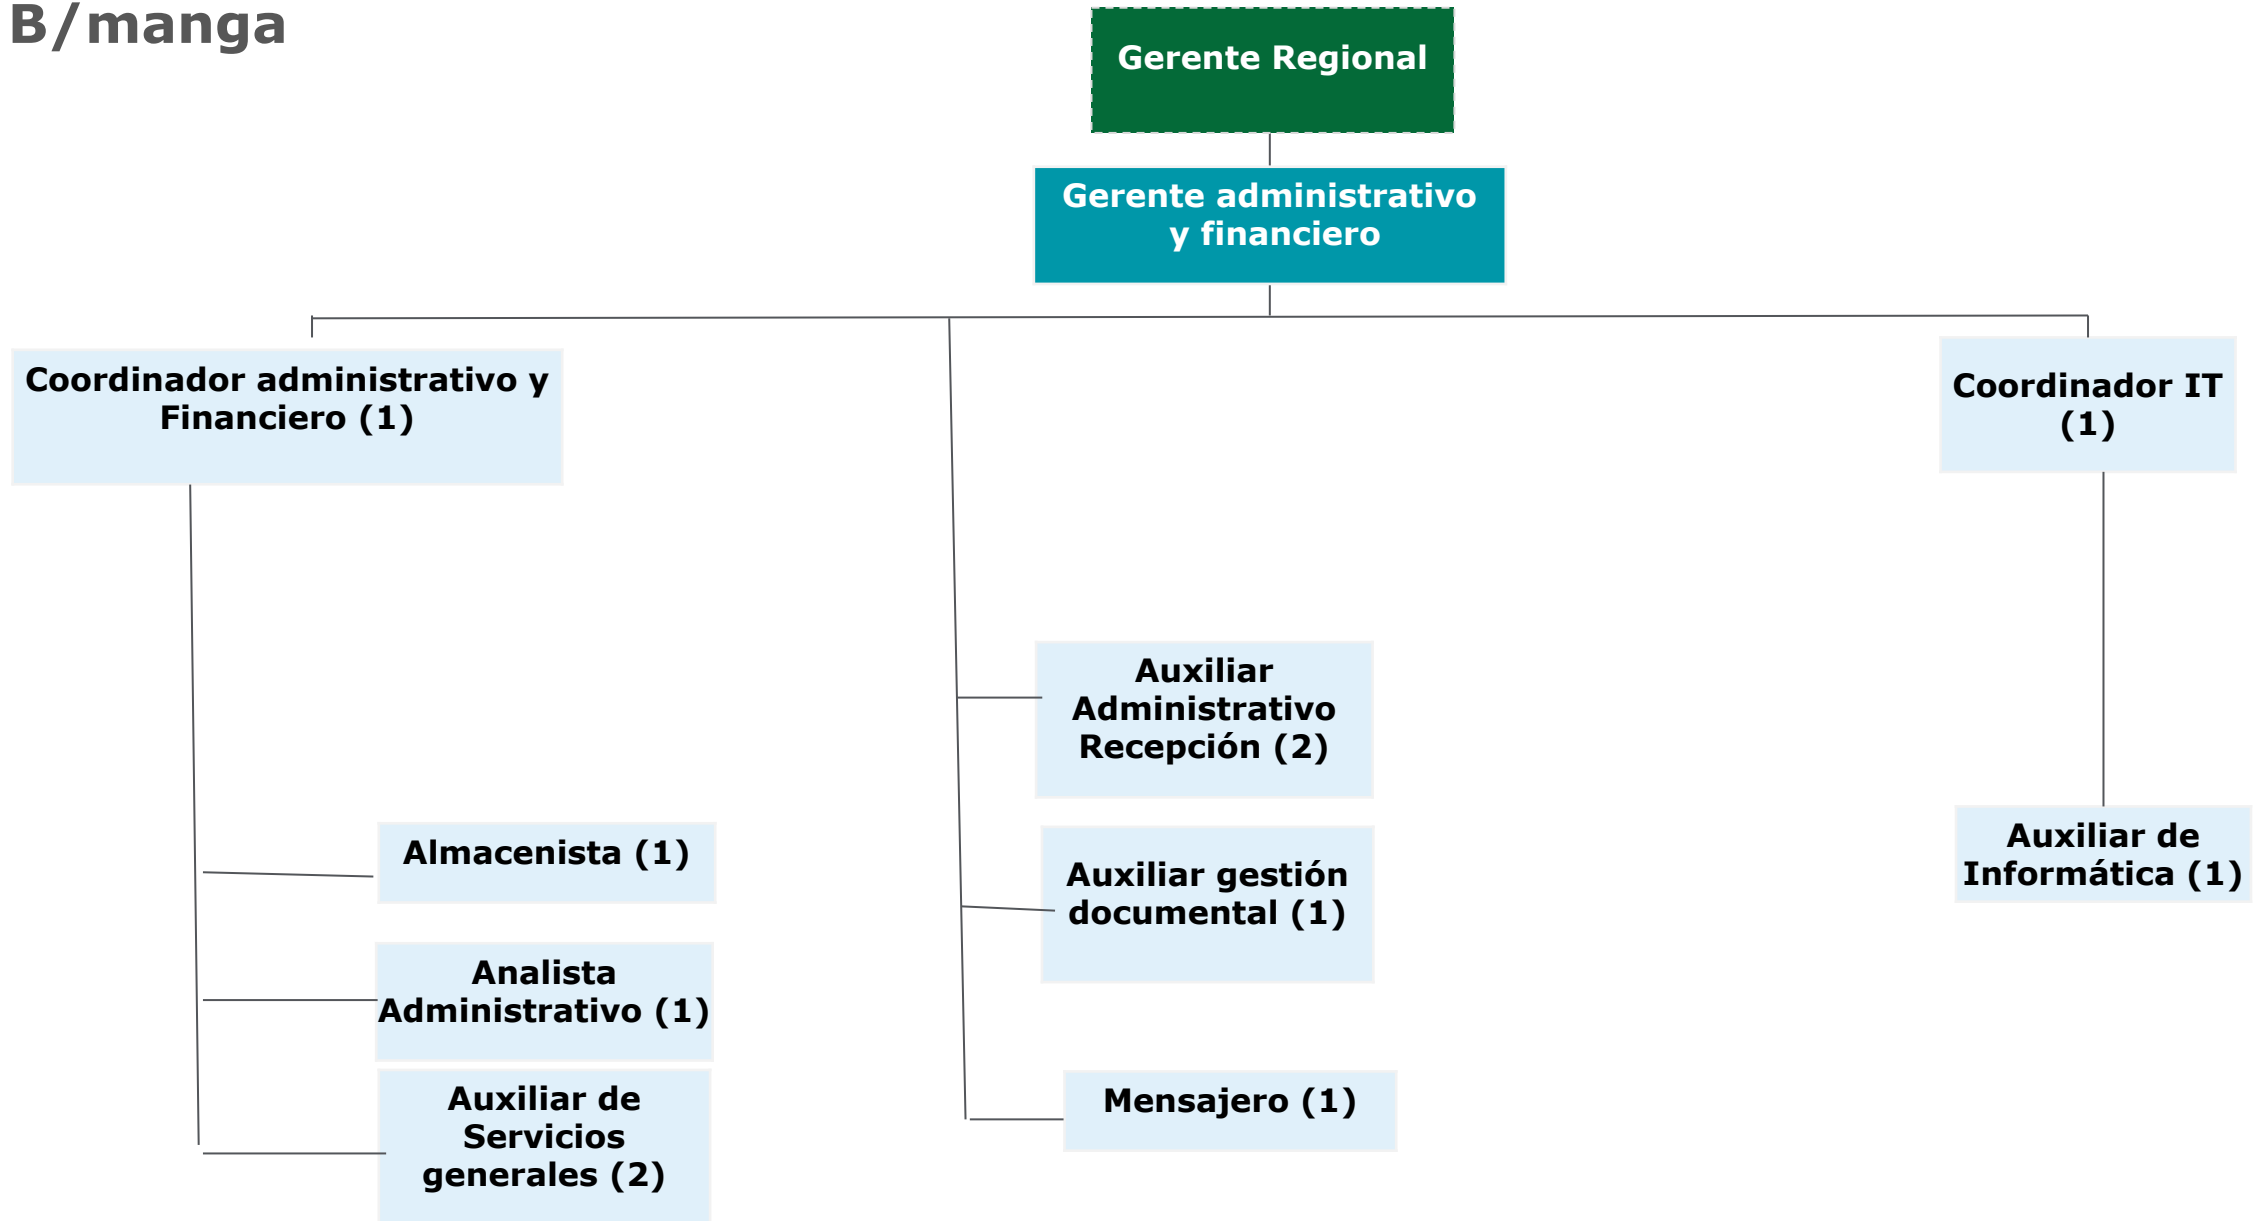 B/manga
Gerente Regional
Gerente administrativo
y financiero
Coordinador administrativo y
Financiero (1)
Coordinador IT
(1)
Auxiliar
Administrativo
Recepción (2)
Almacenista (1)
Auxiliar gestión
documental (1)
Auxiliar de
Informática (1)
Analista
Administrativo (1)
Auxiliar de
Servicios
generales (2)
Mensajero (1)